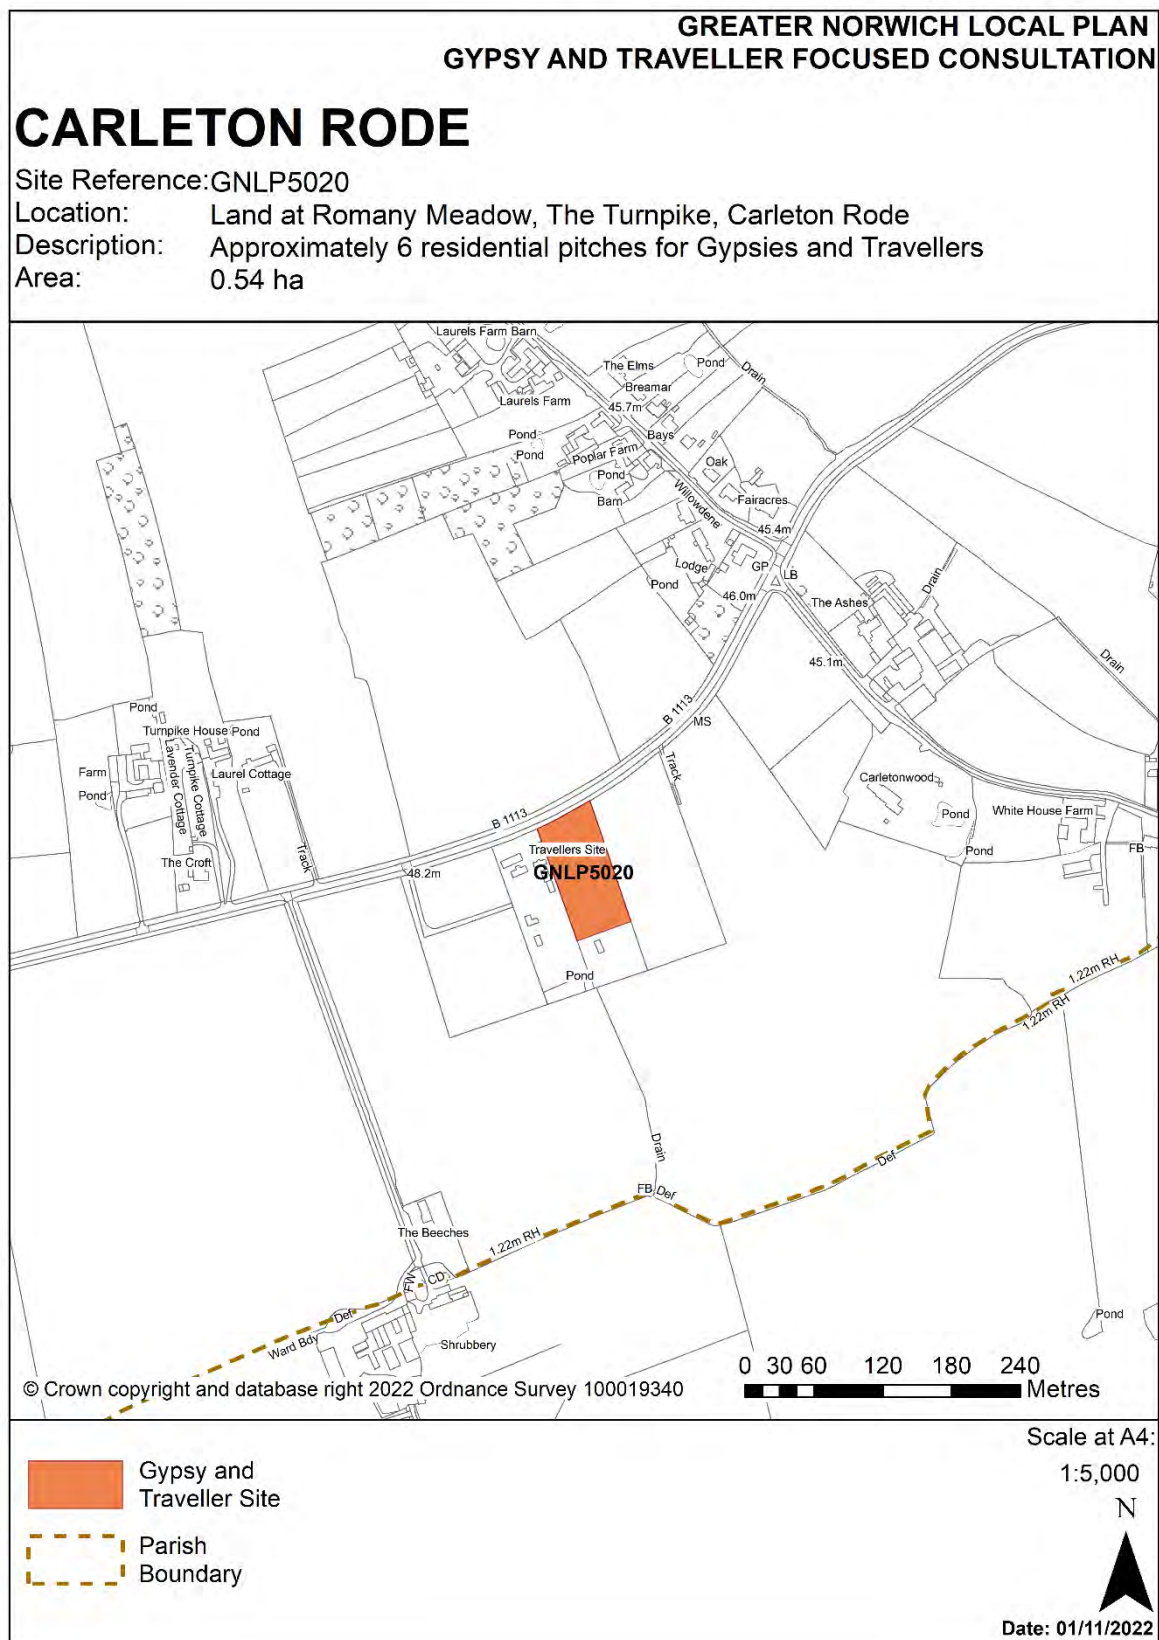 GREATER NORWICH LOCAL PLAN
GYPSY AND TRAVELLER FOCUSED CONSULTATION
CARLETON RODE
Site Reference: GNLP5020
Location: Land at Romany Meadow, The Turnpike, Carleton Rode
Description: Approximately 6 residential pitches for Gypsies and Travellers
Area: 0.54 ha
Laurels Farm Barn
The Elms
Pond
Drain
Breamar
Laurels Farm
45.7m
Pond
Bays
Pond
Poplar Farm
Oak
Pond
Barn
Willowdene
Fairacres
45.4m
Lodge
GP
LB
Pond
46.0m
The Ashes
Drain
45.1m
Drain
Pond
B 1113
MS
Turnpike House
Pond
Track
Farm
Lavender Cottage
Turnpike Cottage
Laurel Cottage
Carletonwood
Pond
Pond
White House Farm
B 1113
Travellers Site
The Croft
Track
48.2m
GNLP5020
Pond
FB
Pond
1.22m RH
1.22m RH
Drain
Def
FB
Def
The Beeches
1.22m RH
FW
CD
Def
Ward Bdy
Shrubbery
Pond
0 30 60 120 180 240
Metres
© Crown copyright and database right 2022 Ordnance Survey 100019340
Scale at A4:
1:5,000
Gypsy and
Traveller Site
N
Parish
Boundary
Date: 01/11/2022